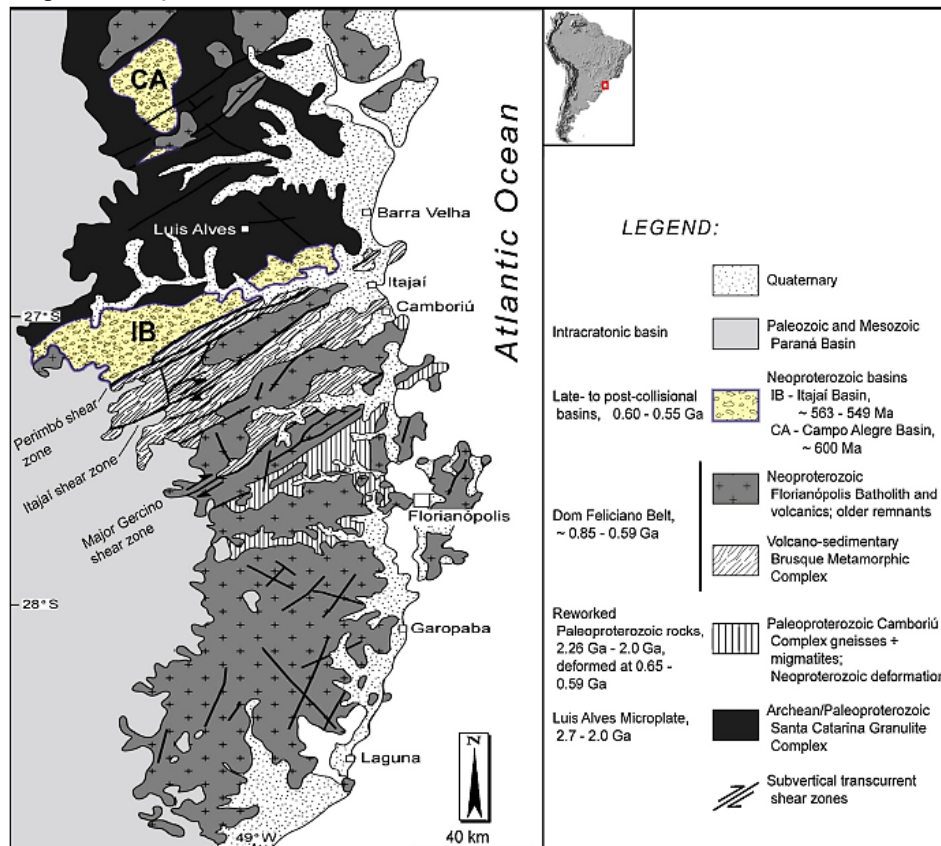 CA
Luis Alves
Barra Velha
Itajaí
Camboriú
27° S
IB
Perimbó shear
zone
Itajaí shear zone
Major Gercino
shear zone
Florianópolis
28° S
Garopaba
Laguna
49° W
N
40 km
Atlantic Ocean
LEGEND:
Quaternary
Intracratonic basin
Paleozoic and Mesozoic
Paraná Basin
Late- to post-collisional
basins, 0.60 - 0.55 Ga
Neoproterozoic basins
IB - Itajaí Basin,
~ 563 - 549 Ma
CA - Campo Alegre Basin,
~ 600 Ma
Dom Feliciano Belt,
~ 0.85 - 0.59 Ga
Neoproterozoic
Florianópolis Batholith and
volcanics; older remnants
Volcano-sedimentary
Brusque Metamorphic
Complex
Reworked
Paleoproterozoic rocks,
2.26 Ga - 2.0 Ga,
deformed at 0.65 -
0.59 Ga
Paleoproterozoic Camboriú
Complex gneisses +
migmatites;
Neoproterozoic deformation
Luis Alves Microplate,
2.7 - 2.0 Ga
Archean/Paleoproterozoic
Santa Catarina Granulite
Complex
Subvertical transcurrent
shear zones